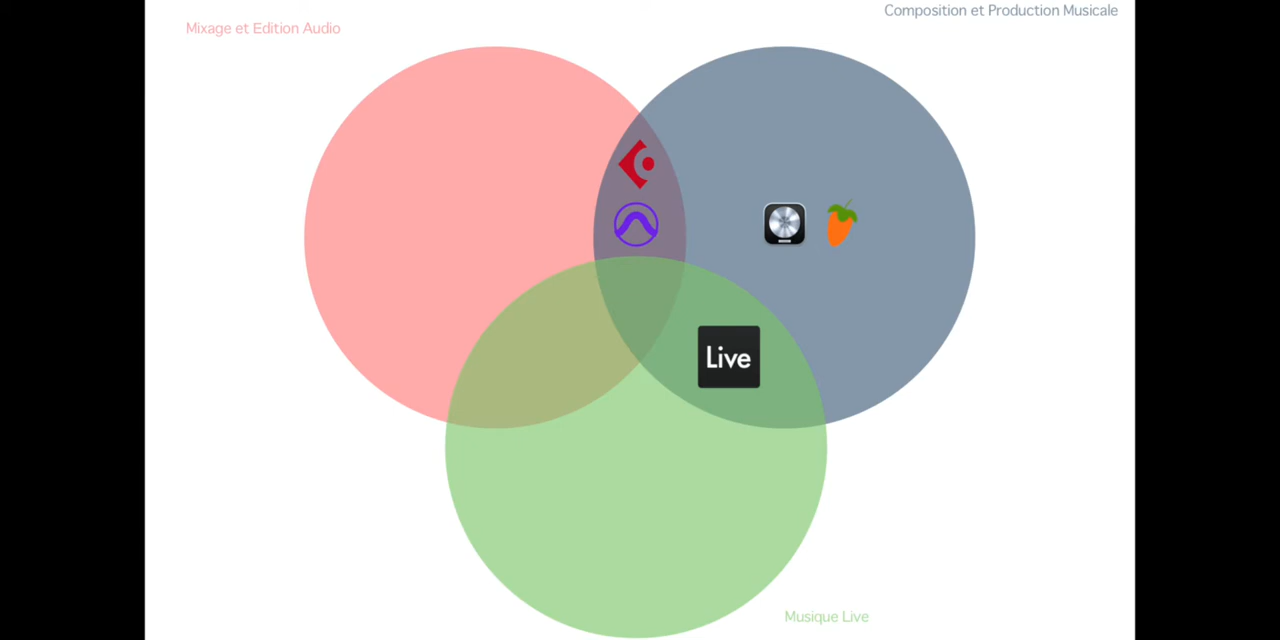 Composition et Production Musicale
Mixage et Edition Audio
Live
Musique Live